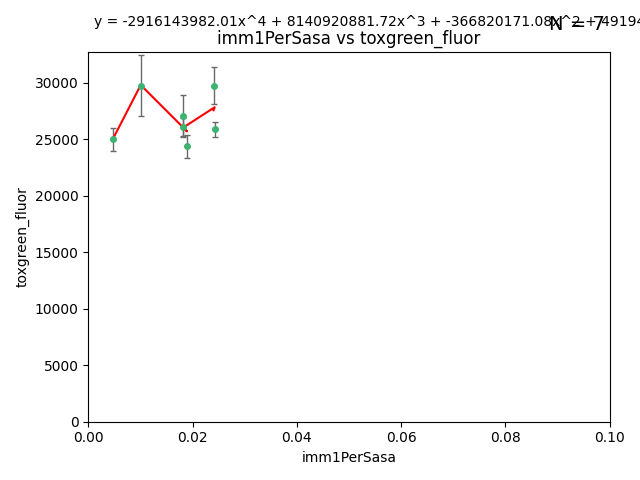 y = -2916143982.01x^4 + 8140920881.72x^3 + -366820171.08x^2 + 49194
N = 7
imm1PerSasa vs toxgreen_fluor
30000
25000
20000
15000
10000
5000
0
toxgreen_fluor
0.00 0.02 0.04 0.06 0.08 0.10
imm1PerSasa